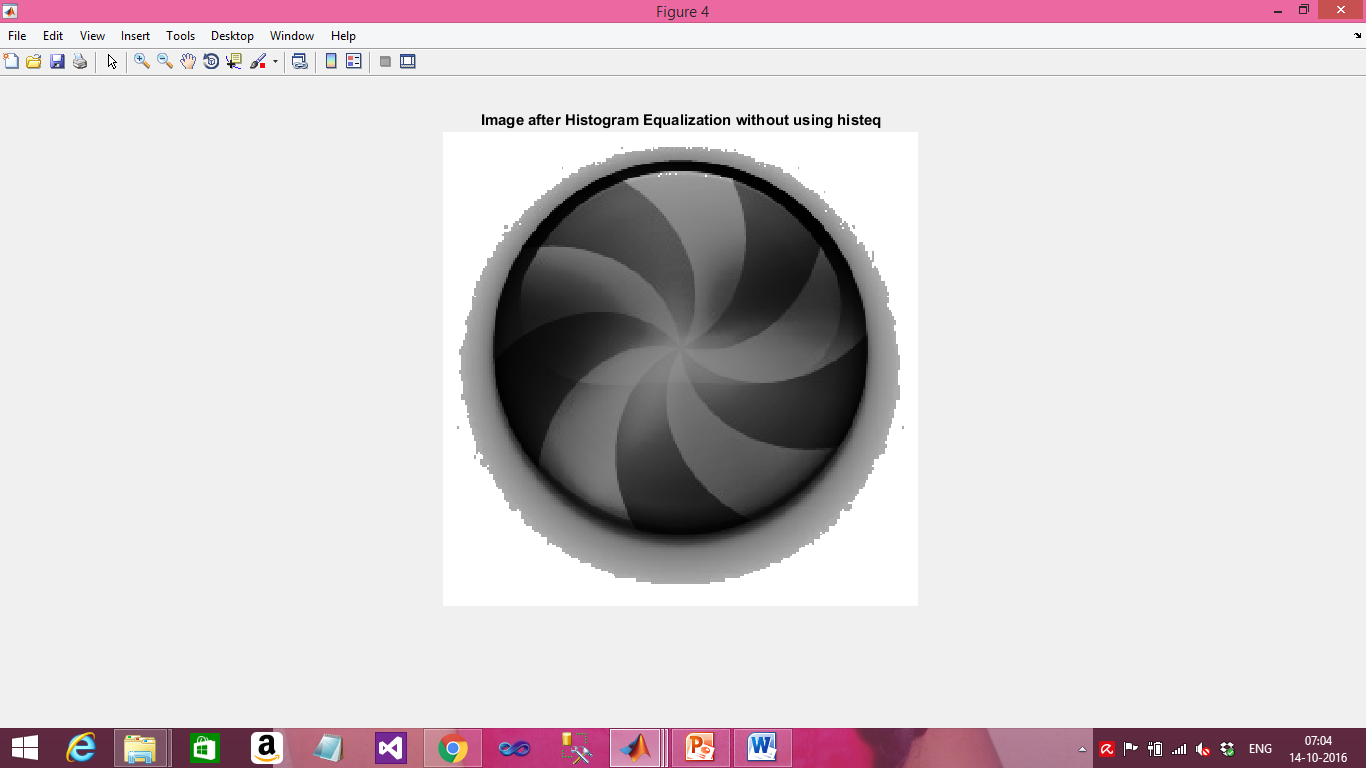 Figure 4
File Edit View Insert Tools Desktop Window Help
Image after Histogram Equalization without using histeq
ENG
07:04
14-10-2016